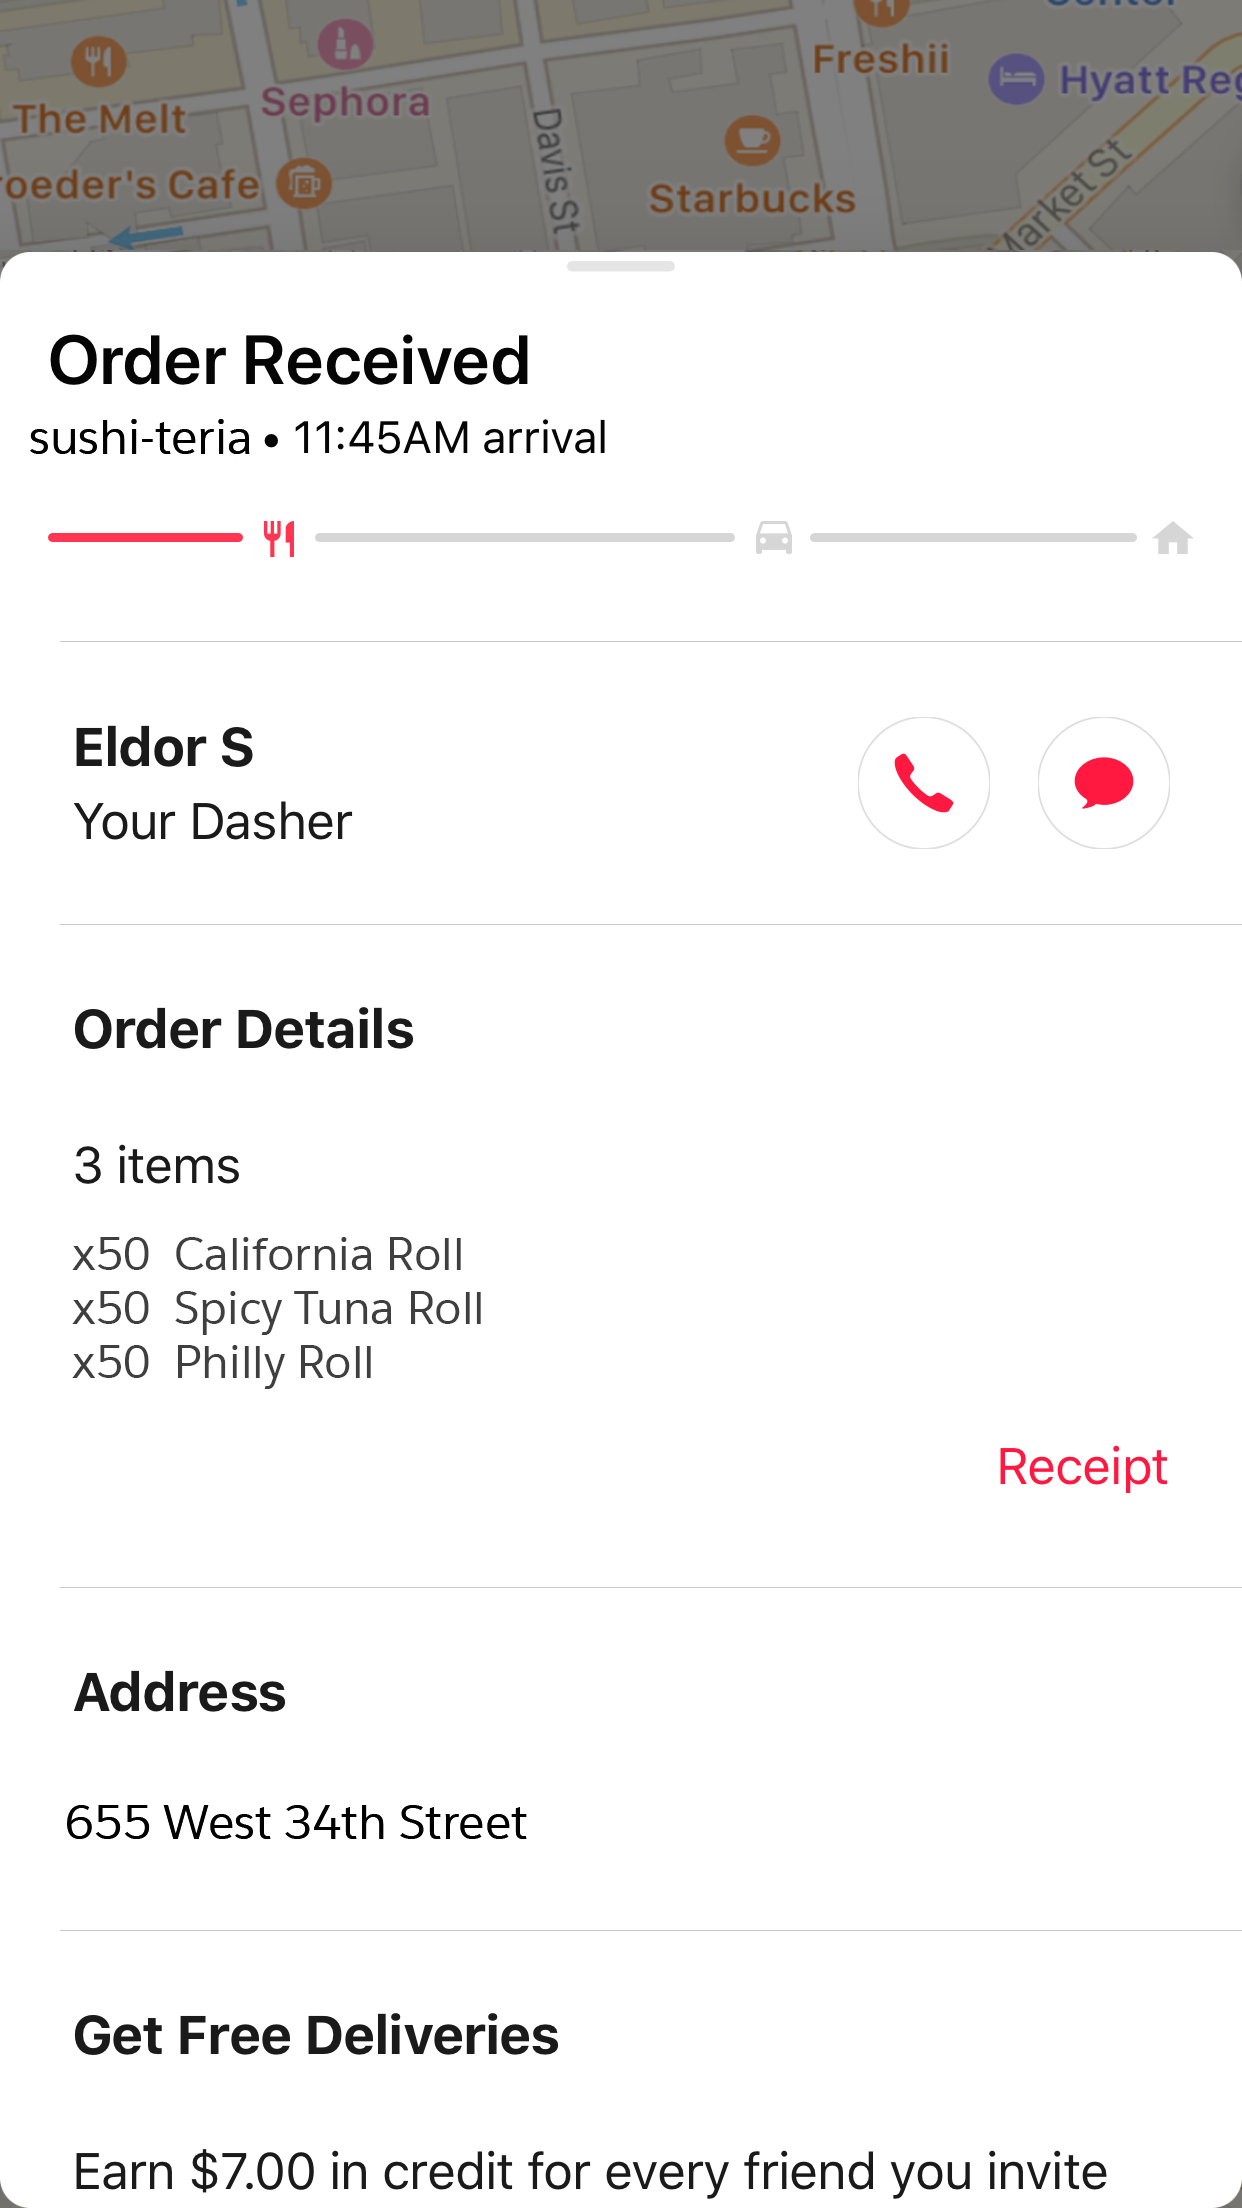 Freshii
Hyatt Reg
The Melt
Sephora
Davis St
roeder's Cafe
Starbucks
Market St
Order Received
sushi-teria • 11:45AM arrival
Eldor S
Your Dasher
Order Details
3 items
x50 California Roll
x50 Spicy Tuna Roll
x50 Philly Roll
Receipt
Address
655 West 34th Street
Get Free Deliveries
Earn $7.00 in credit for every friend you invite